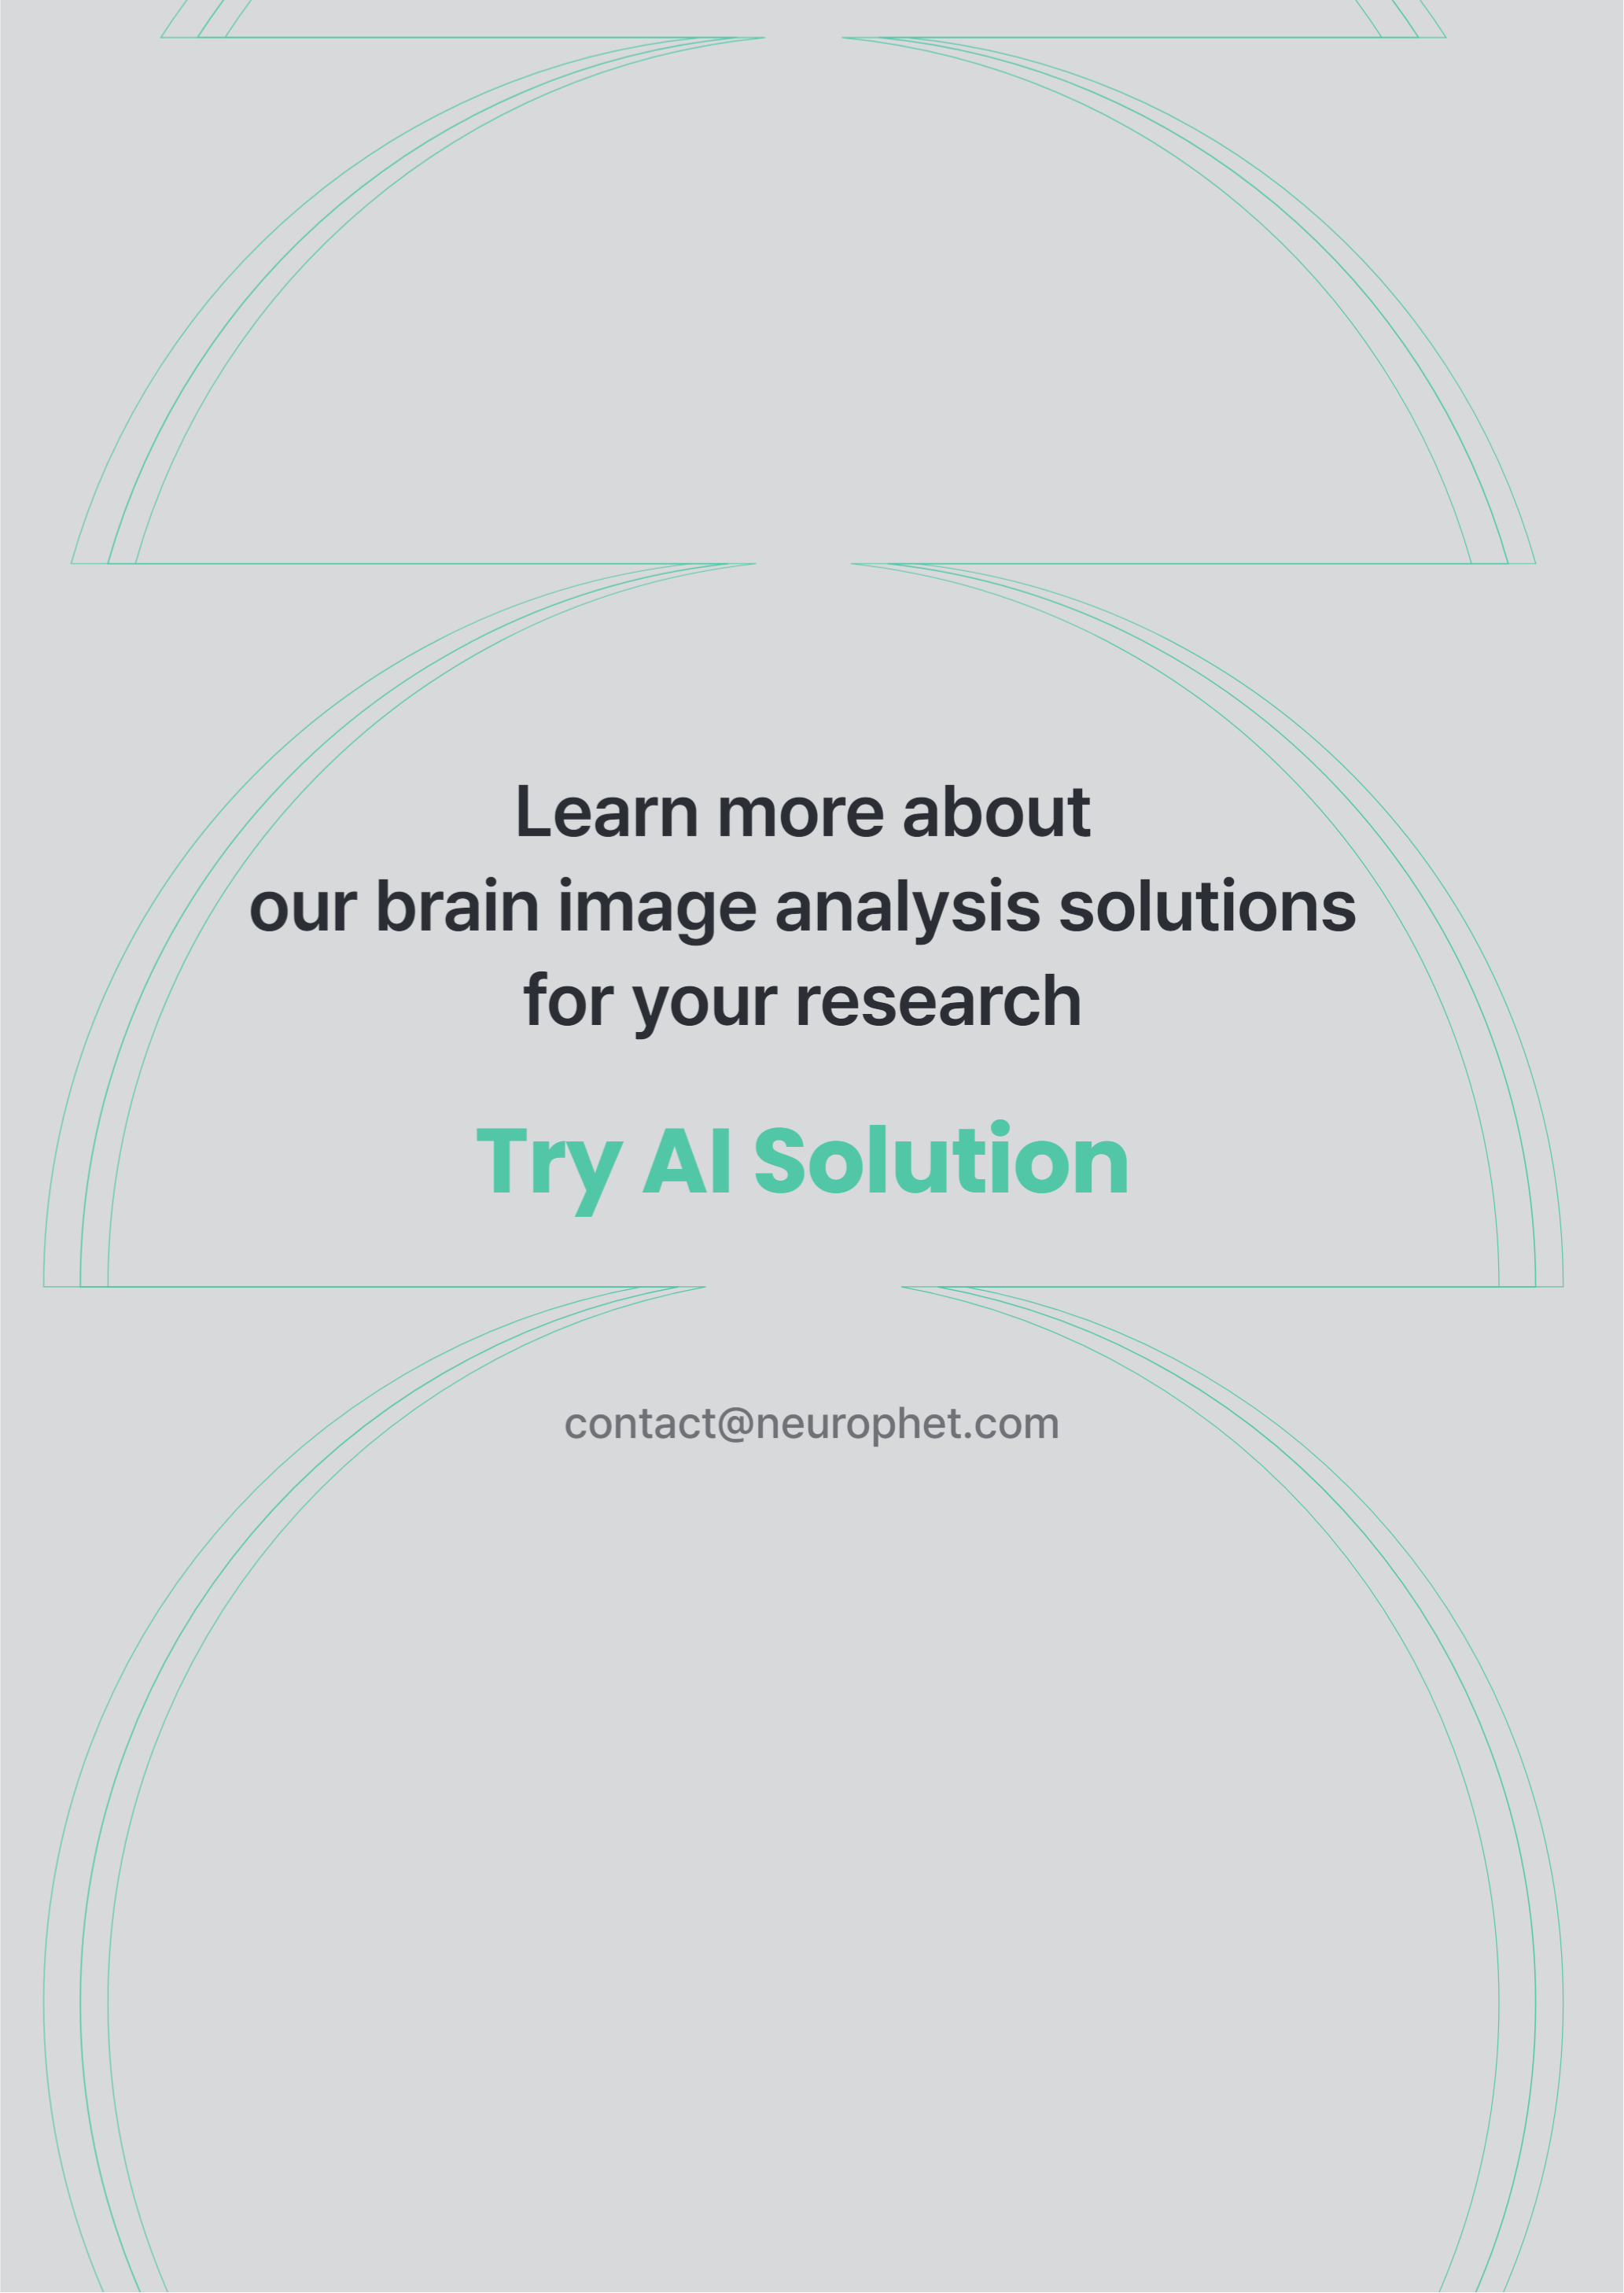 Learn more about
our brain image analysis solutions
for your research
Try AI Solution
contact@neurophet.com